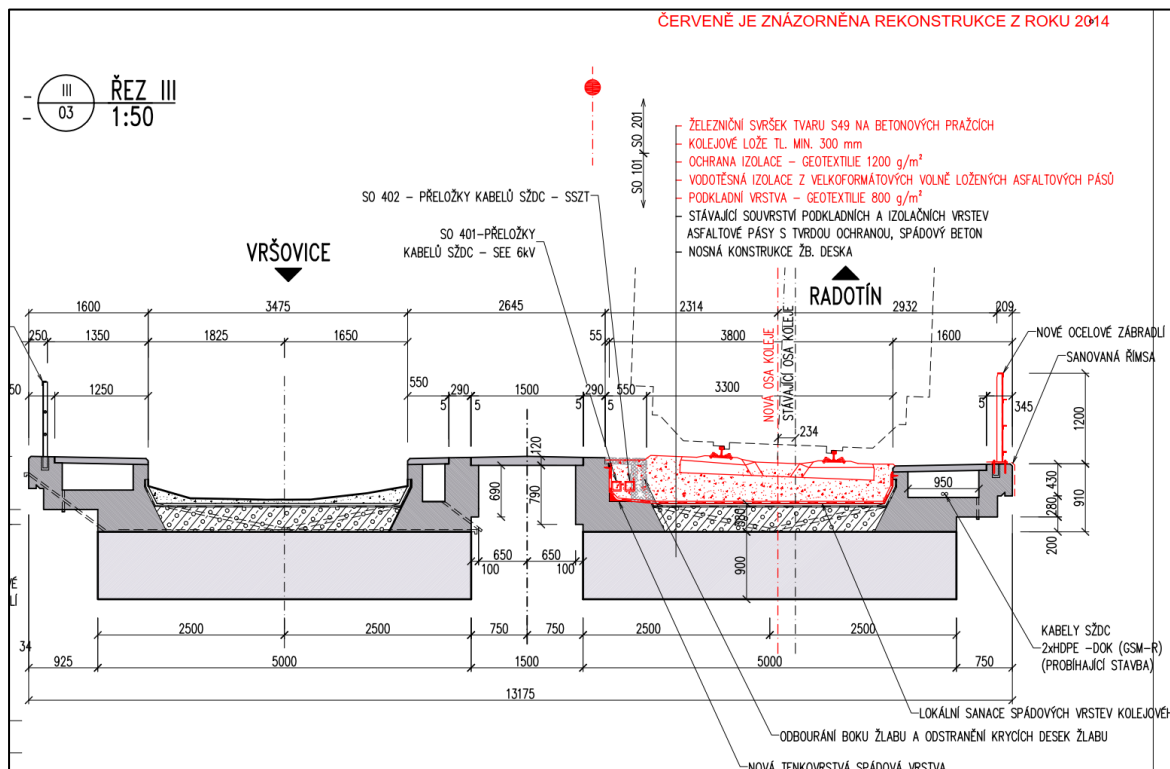 ČERVENĚ JE ZNÁZORNĚNA REKONSTRUKCE Z ROKU 2014
III
03
ŘEZ III
1:50
SO 101
SO 201
ŽELEZNIČNÍ SVRŠEK TVARU S49 NA BETONOVÝCH PRAŽCÍCH
KOLEJOVÉ LOŽE TL. MIN. 300 mm
OCHRANA IZOLACE – GEOTEXTILIE 1200 g/m²
VODOTĚSNÁ IZOLACE Z VELKOFORMÁTOVÝCH VOLNĚ LOŽENÝCH ASFALTOVÝCH PÁSŮ
PODKLADNÍ VRSTVA – GEOTEXTILIE 800 g/m²
STÁVAJÍCÍ SOUVRSTVÍ PODKLADNÍCH A IZOLAČNÍCH VRSTEV
ASFALTOVÉ PÁSY S TVRDOU OCHRANOU, SPÁDOVÝ BETON
NOSNÁ KONSTRUKCE ŽB. DESKA
SO 402 – PŘELOŽKY KABELŮ SŽDC – SSZT
SO 401–PŘELOŽKY
KABELŮ SŽDC – SEE 6kV
VRŠOVICE
RADOTÍN
1600 3475 2645 2314 2932 209
250 1350 1825 1650 55 3800 1600
NOVÉ OCELOVÉ ZÁBRADLÍ
SANOVANÁ ŘÍMSA
NOVÁ OSA KOLEJE
STÁVAJÍCÍ OSA KOLEJE
50 1250 550 290 1500 290 550 3300 345
5 5 5 5 5
234
1200
120
690 790
950
430
910
280
200
650 650
100 100
900
2500 2500 750 750 2500 2500
34
925 5000 1500 5000 750
13175
KABELY SŽDC
2xHDPE –DOK (GSM–R)
(PROBÍHAJÍCÍ STAVBA)
LOKÁLNÍ SANACE SPÁDOVÝCH VRSTEV KOLEJOVÉH
ODBOURÁNÍ BOKU ŽLABU A ODSTRANĚNÍ KRYCÍCH DESEK ŽLABU
NOVÁ TENKOVRSTVÁ SPÁDOVÁ VRSTVA